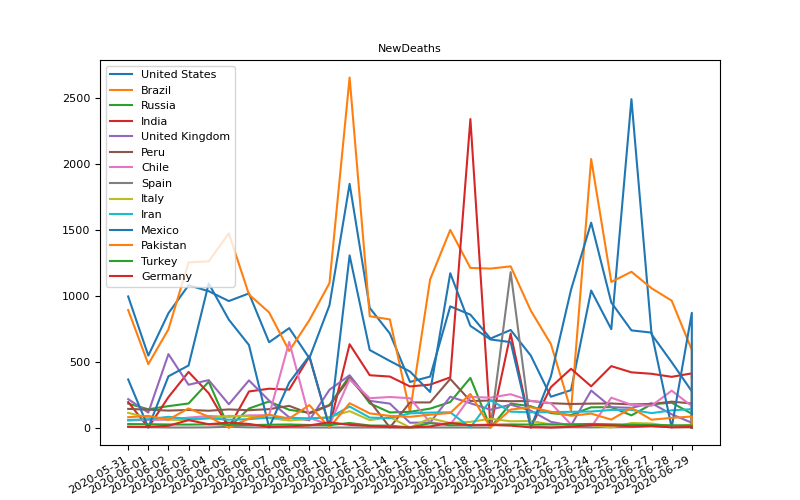 NewDeaths
2500
2000
1500
1000
500
0
United States
Brazil
Russia
India
United Kingdom
Peru
Chile
Spain
Italy
Iran
Mexico
Pakistan
Turkey
Germany
2020-05-31
2020-06-01
2020-06-02
2020-06-03
2020-06-04
2020-06-05
2020-06-06
2020-06-07
2020-06-08
2020-06-09
2020-06-10
2020-06-12
2020-06-13
2020-06-14
2020-06-15
2020-06-16
2020-06-17
2020-06-18
2020-06-19
2020-06-20
2020-06-21
2020-06-22
2020-06-23
2020-06-24
2020-06-25
2020-06-26
2020-06-27
2020-06-28
2020-06-29